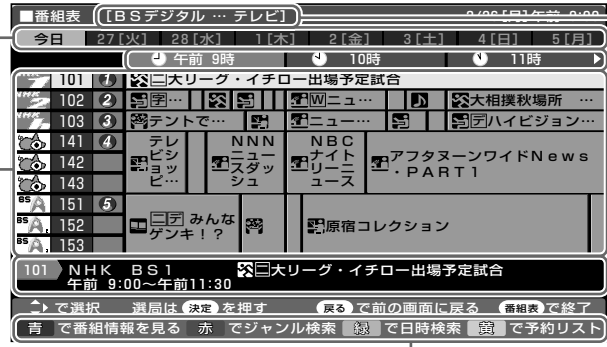 ■番組表 [BSデジタル … テレビ]
今日 27[火] 28[水] 1[木] 2[金] 3[土] 4[日] 5[月]
午前 9時 10時 11時
101 1 二大リーグ・イチロー出場予定試合
102 2 字… Wニュ… 大相撲秋場所 …
103 3 テントで… ニュー… デハイビジョン…
141 4 テレビショッピ… NNNニュースダッシュ NBCナイトリーニュース アフタヌーンワイドNews・PART1
142
143
151 5 二デ みんなゲンキ!? 原宿コレクション
152
153
101 NHK BS1 二大リーグ・イチロー出場予定試合
午前 9:00〜午前11:30
で選択 選局は 決定 を押す 戻る で前の画面に戻る 番組表 で終了
青 で番組情報を見る 赤 でジャンル検索 緑 で日時検索 黄 で予約リスト